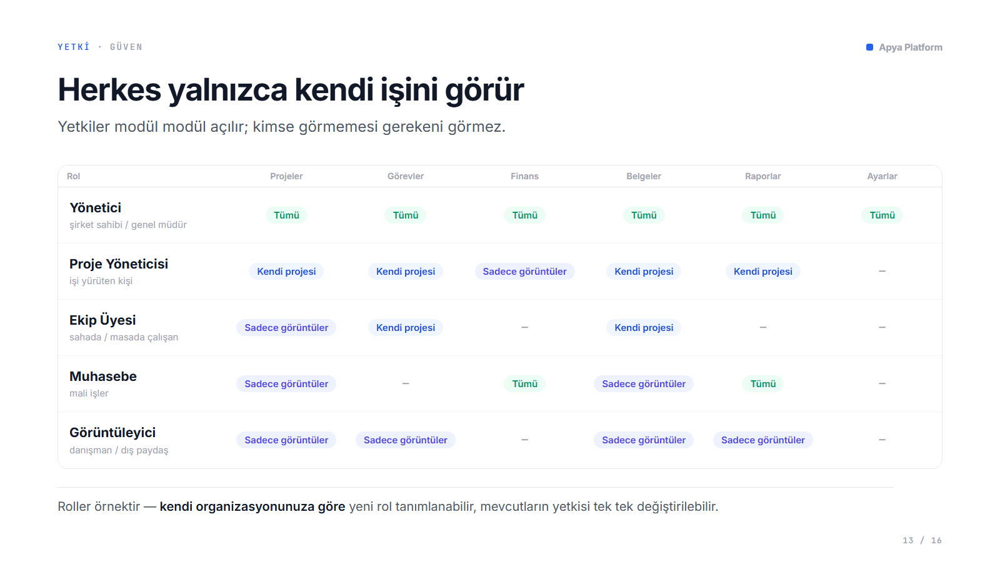 YETKİ · GÜVEN
Apya Platform
Herkes yalnızca kendi işini görür
Yetkiler modül modül açılır; kimse görmemesi gerekeni görmez.
Rol Projeler Görevler Finans Belgeler Raporlar Ayarlar
Yönetici
şirket sahibi / genel müdür
Tümü Tümü Tümü Tümü Tümü Tümü
Proje Yöneticisi
işi yürüten kişi
Kendi projesi Kendi projesi Sadece görüntüler Kendi projesi Kendi projesi –
Ekip Üyesi
sahada / masada çalışan
Sadece görüntüler Kendi projesi – Kendi projesi – –
Muhasebe
mali işler
Sadece görüntüler – Tümü Sadece görüntüler Tümü –
Görüntüleyici
danışman / dış paydaş
Sadece görüntüler Sadece görüntüler – Sadece görüntüler Sadece görüntüler –
Roller örnektir — kendi organizasyonunuza göre yeni rol tanımlanabilir, mevcutların yetkisi tek tek değiştirilebilir.
13 / 16